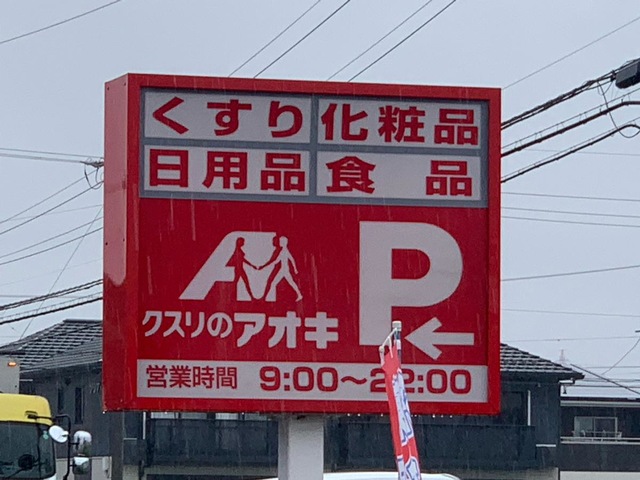 くすり 化粧品
日用品 食品
クスリのアオキ
P
営業時間 9:00～22:00